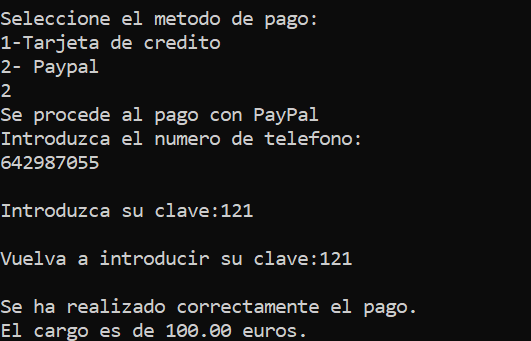 Seleccione el metodo de pago:
1-Tarjeta de credito
2- Paypal
2
Se procede al pago con PayPal
Introduzca el numero de telefono:
642987055
Introduzca su clave:121
Vuelva a introducir su clave:121
Se ha realizado correctamente el pago.
El cargo es de 100.00 euros.